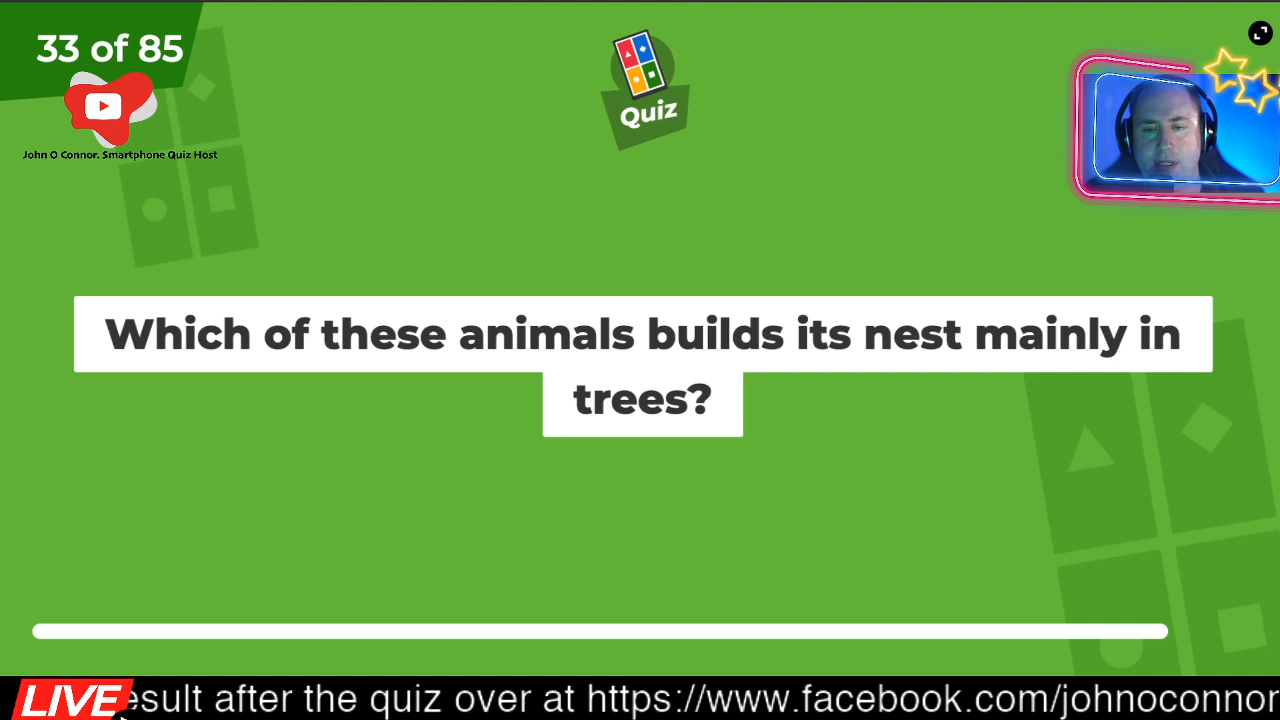 33 of 85
Quiz
John O Connor. Smartphone Quiz Host
Which of these animals builds its nest mainly in
trees?
LIVE
esult after the quiz over at https://www.facebook.com/johnoconnor